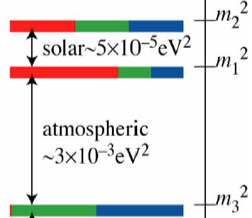 m₂²
solar~5×10⁻⁵eV²
m₁²
atmospheric
~3×10⁻³eV²
m₃²